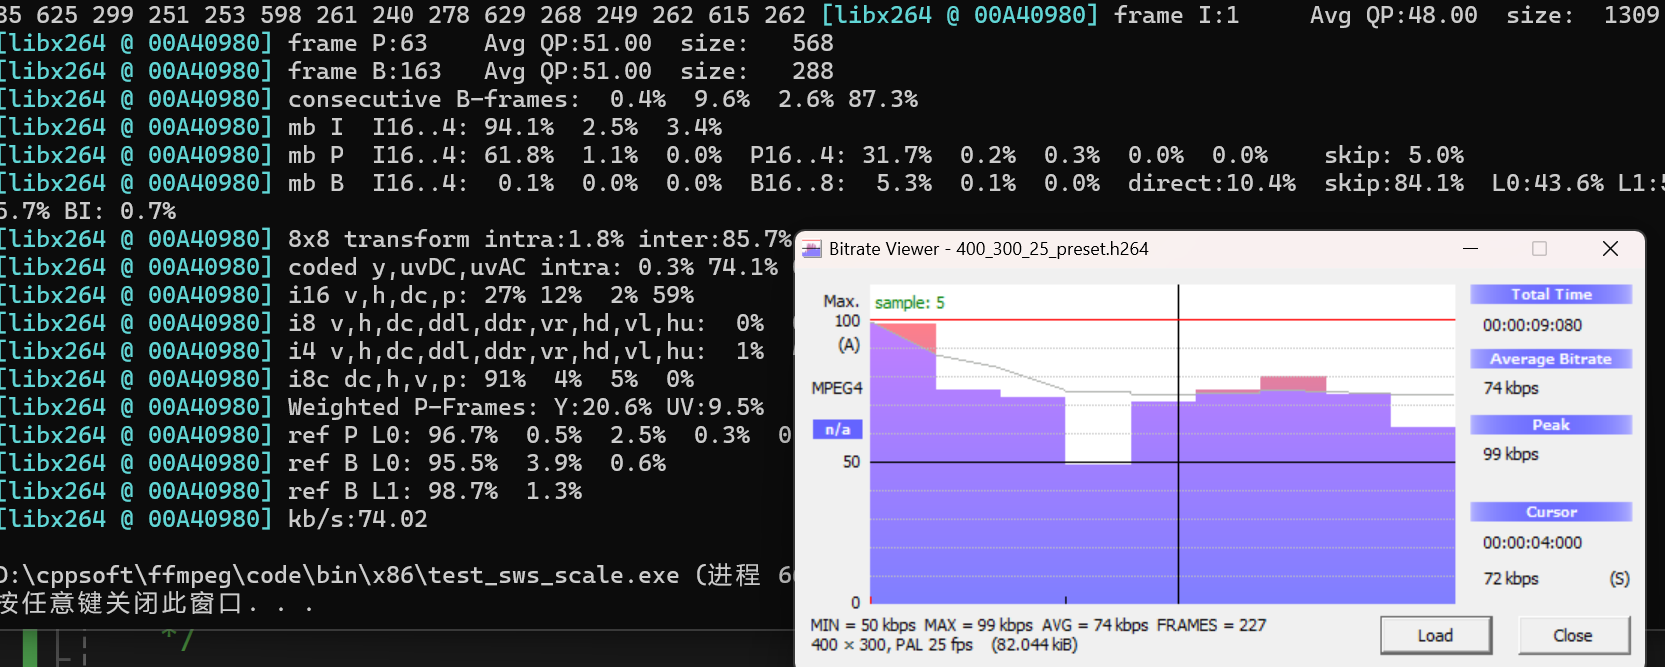 35 625 299 251 253 598 261 240 278 629 268 249 262 615 262 [libx264 @ 00A40980] frame I:1 Avg QP:48.00 size: 1309
[libx264 @ 00A40980] frame P:63 Avg QP:51.00 size: 568
[libx264 @ 00A40980] frame B:163 Avg QP:51.00 size: 288
[libx264 @ 00A40980] consecutive B-frames: 0.4% 9.6% 2.6% 87.3%
[libx264 @ 00A40980] mb I I16..4: 94.1% 2.5% 3.4%
[libx264 @ 00A40980] mb P I16..4: 61.8% 1.1% 0.0% P16..4: 31.7% 0.2% 0.3% 0.0% 0.0% skip: 5.0%
[libx264 @ 00A40980] mb B I16..4: 0.1% 0.0% 0.0% B16..8: 5.3% 0.1% 0.0% direct:10.4% skip:84.1% L0:43.6% L1:5
5.7% BI: 0.7%
[libx264 @ 00A40980] 8x8 transform intra:1.8% inter:85.7%
[libx264 @ 00A40980] coded y,uvDC,uvAC intra: 0.3% 74.1%
[libx264 @ 00A40980] i16 v,h,dc,p: 27% 12% 2% 59%
[libx264 @ 00A40980] i8 v,h,dc,ddl,ddr,vr,hd,vl,hu: 0%
[libx264 @ 00A40980] i4 v,h,dc,ddl,ddr,vr,hd,vl,hu: 1%
[libx264 @ 00A40980] i8c dc,h,v,p: 91% 4% 5% 0%
[libx264 @ 00A40980] Weighted P-Frames: Y:20.6% UV:9.5%
[libx264 @ 00A40980] ref P L0: 96.7% 0.5% 2.5% 0.3% 0
[libx264 @ 00A40980] ref B L0: 95.5% 3.9% 0.6%
[libx264 @ 00A40980] ref B L1: 98.7% 1.3%
[libx264 @ 00A40980] kb/s:74.02
D:\cppsoft\ffmpeg\code\bin\x86\test_sws_scale.exe (进程 6
按任意键关闭此窗口. . .
*/
Bitrate Viewer - 400_300_25_preset.h264
Max.
100
(A)
MPEG4
n/a
50
0
sample: 5
Total Time
00:00:09:080
Average Bitrate
74 kbps
Peak
99 kbps
Cursor
00:00:04:000
72 kbps (S)
MIN = 50 kbps MAX = 99 kbps AVG = 74 kbps FRAMES = 227
400 × 300, PAL 25 fps (82.044 kiB)
Load
Close